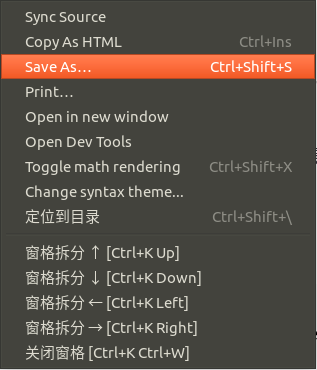 Sync Source
Copy As HTML Ctrl+Ins
Save As... Ctrl+Shift+S
Print...
Open in new window
Open Dev Tools
Toggle math rendering Ctrl+Shift+X
Change syntax theme...
定位到目录 Ctrl+Shift+\
窗格拆分 ↑ [Ctrl+K Up]
窗格拆分 ↓ [Ctrl+K Down]
窗格拆分 ← [Ctrl+K Left]
窗格拆分 → [Ctrl+K Right]
关闭窗格 [Ctrl+K Ctrl+W]